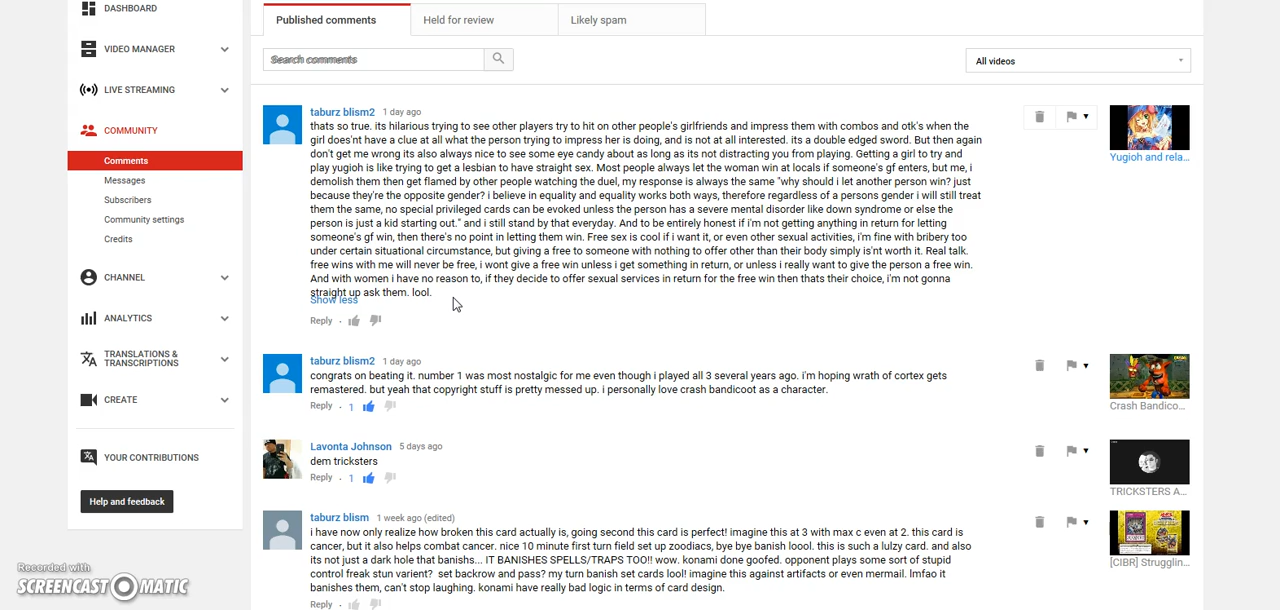 DASHBOARD
VIDEO MANAGER
LIVE STREAMING
COMMUNITY
Comments
Messages
Subscribers
Community settings
Credits
CHANNEL
ANALYTICS
TRANSLATIONS &
TRANSCRIPTIONS
CREATE
YOUR CONTRIBUTIONS
Help and feedback
Recorded with
SCREENCAST-O-MATIC
Published comments
Held for review
Likely spam
Search comments
All videos
taburz blism2 1 day ago
thats so true. its hilarious trying to see other players try to hit on other people's girlfriends and impress them with combos and otk's when the
girl does'nt have a clue at all what the person trying to impress her is doing, and is not at all interested. its a double edged sword. But then again
don't get me wrong its also always nice to see some eye candy about as long as its not distracting you from playing. Getting a girl to try and
play yugioh is like trying to get a lesbian to have straight sex. Most people always let the woman win at locals if someone's gf enters, but me, i
demolish them then get flamed by other people watching the duel, my response is always the same "why should i let another person win? just
because they're the opposite gender? i believe in equality and equality works both ways, therefore regardless of a persons gender i will still treat
them the same, no special privileged cards can be evoked unless the person has a severe mental disorder like down syndrome or else the
person is just a kid starting out." and i still stand by that everyday. And to be entirely honest if i'm not getting anything in return for letting
someone's gf win, then there's no point in letting them win. Free sex is cool if i want it, or even other sexual activities, i'm fine with bribery too
under certain situational circumstance, but giving a free to someone with nothing to offer other than their body simply is'nt worth it. Real talk.
free wins with me will never be free, i wont give a free win unless i get something in return, or unless i really want to give the person a free win.
And with women i have no reason to, if they decide to offer sexual services in return for the free win then thats their choice, i'm not gonna
straight up ask them. lool.
Show less
Reply
Yugioh and rela...
taburz blism2 1 day ago
congrats on beating it. number 1 was most nostalgic for me even though i played all 3 several years ago. i'm hoping wrath of cortex gets
remastered. but yeah that copyright stuff is pretty messed up. i personally love crash bandicoot as a character.
Reply 1
Crash Bandico...
Lavonta Johnson 5 days ago
dem tricksters
Reply 1
TRICKSTERS A...
taburz blism 1 week ago (edited)
i have now only realize how broken this card actually is, going second this card is perfect! imagine this at 3 with max c even at 2. this card is
cancer, but it also helps combat cancer. nice 10 minute first turn field set up zoodiacs, bye bye banish loool. this is such a luzy card. and also
its not just a dark hole that banishs... IT BANISHES SPELLS/TRAPS TOO!! wow. konami done goofed. opponent plays some sort of stupid
control freak stun varient? set backrow and pass? my turn banish set cards lool! imagine this against artifacts or even mermail. lmfao it
banishes them, can't stop laughing. konami have really bad logic in terms of card design.
Reply
[CIBR] Strugglin...